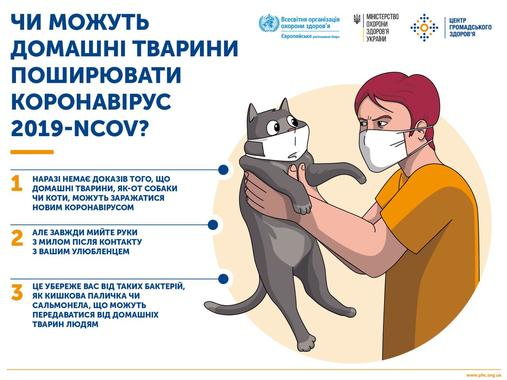 ЧИ МОЖУТЬ
ДОМАШНІ ТВАРИНИ
ПОШИРЮВАТИ
КОРОНАВІРУС
2019-NCOV?
Всесвітня організація
охорони здоров'я
Європейське регіональне бюро
МІНІСТЕРСТВО
ОХОРОНИ
ЗДОРОВ'Я
УКРАЇНИ
ЦЕНТР
ГРОМАДСЬКОГО
ЗДОРОВ'Я
1
НАРАЗІ НЕМАЄ ДОКАЗІВ ТОГО, ЩО
ДОМАШНІ ТВАРИНИ, ЯК-ОТ СОБАКИ
ЧИ КОТИ, МОЖУТЬ ЗАРАЖАТИСЯ
НОВИМ КОРОНАВІРУСОМ
2
АЛЕ ЗАВЖДИ МИЙТЕ РУКИ
З МИЛОМ ПІСЛЯ КОНТАКТУ
З ВАШИМ УЛЮБЛЕНЦЕМ
3
ЦЕ УБЕРЕЖЕ ВАС ВІД ТАКИХ БАКТЕРІЙ,
ЯК КИШКОВА ПАЛИЧКА ЧИ
САЛЬМОНЕЛА, ЩО МОЖУТЬ
ПЕРЕДАВАТИСЯ ВІД ДОМАШНІХ
ТВАРИН ЛЮДЯМ
www.phc.org.ua